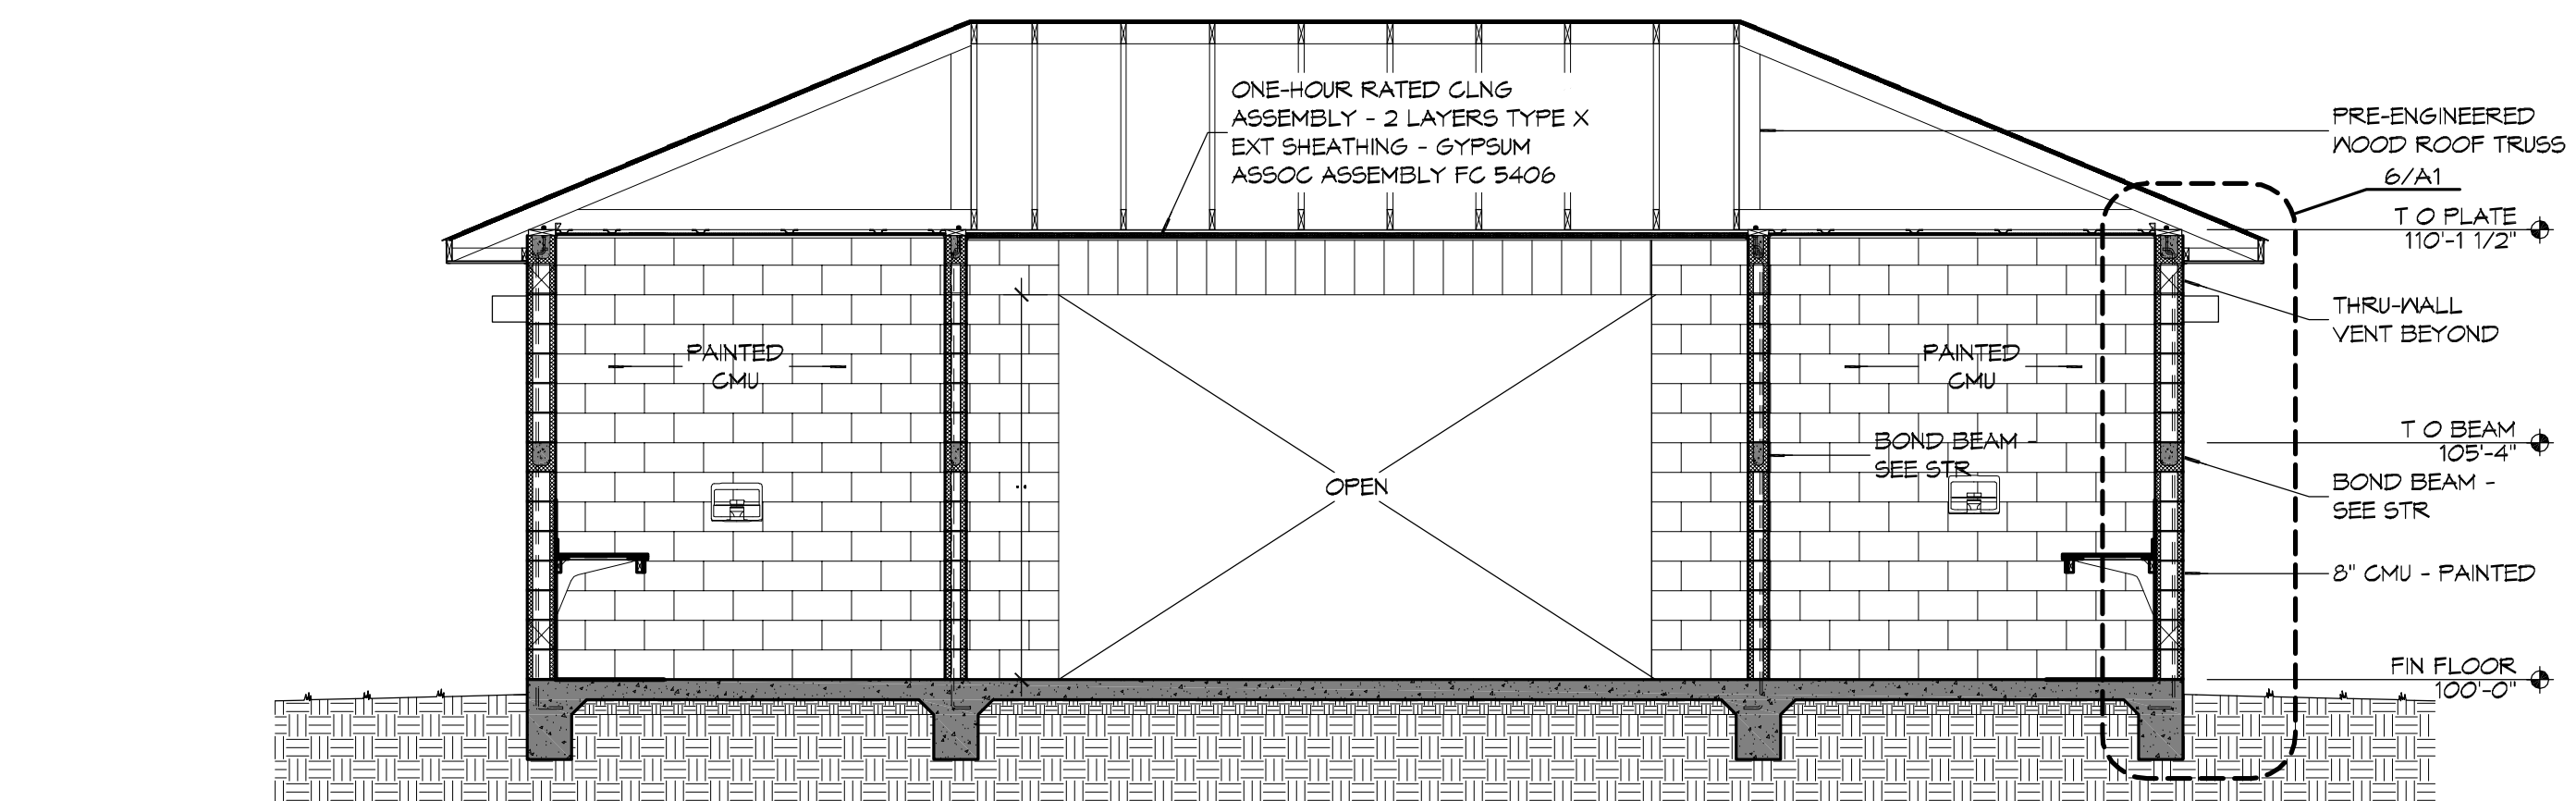 ONE-HOUR RATED CLNG
ASSEMBLY - 2 LAYERS TYPE X
EXT SHEATHING - GYPSUM
ASSOC ASSEMBLY FC 5406
PRE-ENGINEERED
WOOD ROOF TRUSS
6/A1
T O PLATE
110'-1 1/2"
THRU-WALL
VENT BEYOND
PAINTED
CMU
PAINTED
CMU
T O BEAM
105'-4"
BOND BEAM -
SEE STR
BOND BEAM -
SEE STR
OPEN
8" CMU - PAINTED
FIN FLOOR
100'-0"